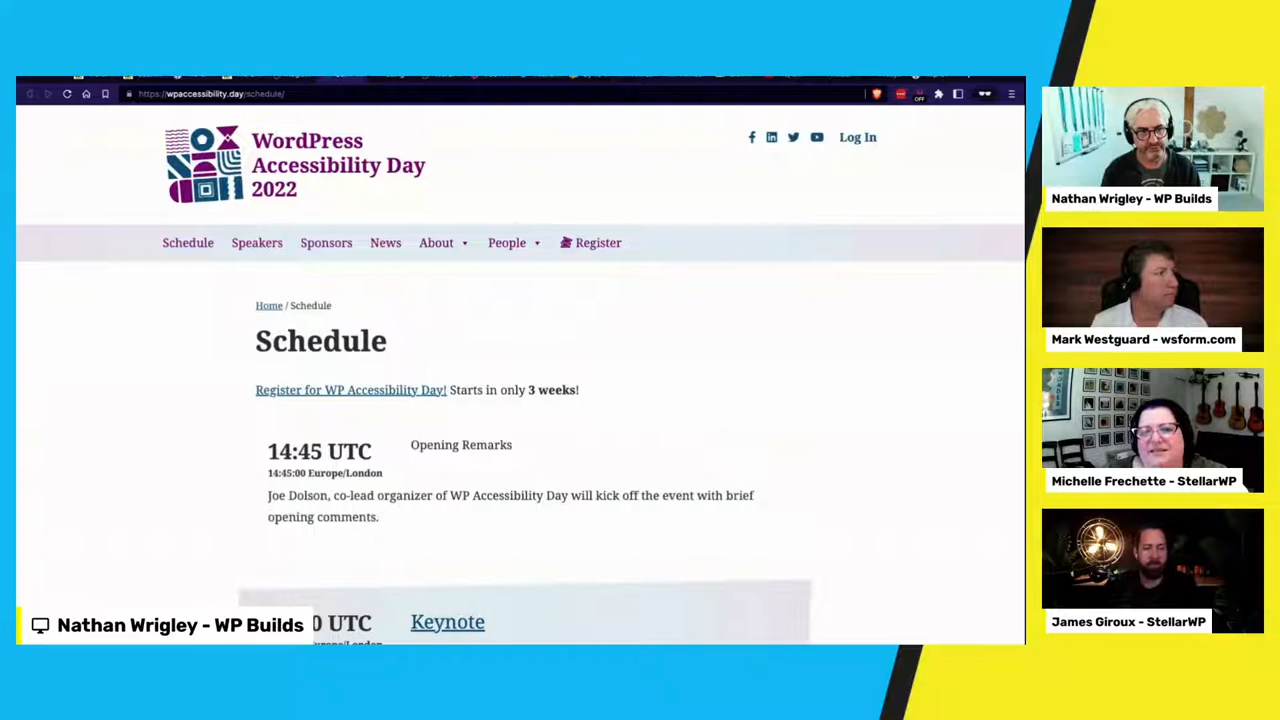 https://wpaccessibility.day/schedule/
OFF
WordPress
Accessibility Day
2022
Log In
Schedule Speakers Sponsors News About People Register
Home / Schedule
Schedule
Register for WP Accessibility Day! Starts in only 3 weeks!
14:45 UTC Opening Remarks
14:45:00 Europe/London
Joe Dolson, co-lead organizer of WP Accessibility Day will kick off the event with brief
opening comments.
0 UTC Keynote
Nathan Wrigley - WP Builds
Nathan Wrigley - WP Builds
Mark Westguard - wsform.com
Michelle Frechette - StellarWP
James Giroux - StellarWP